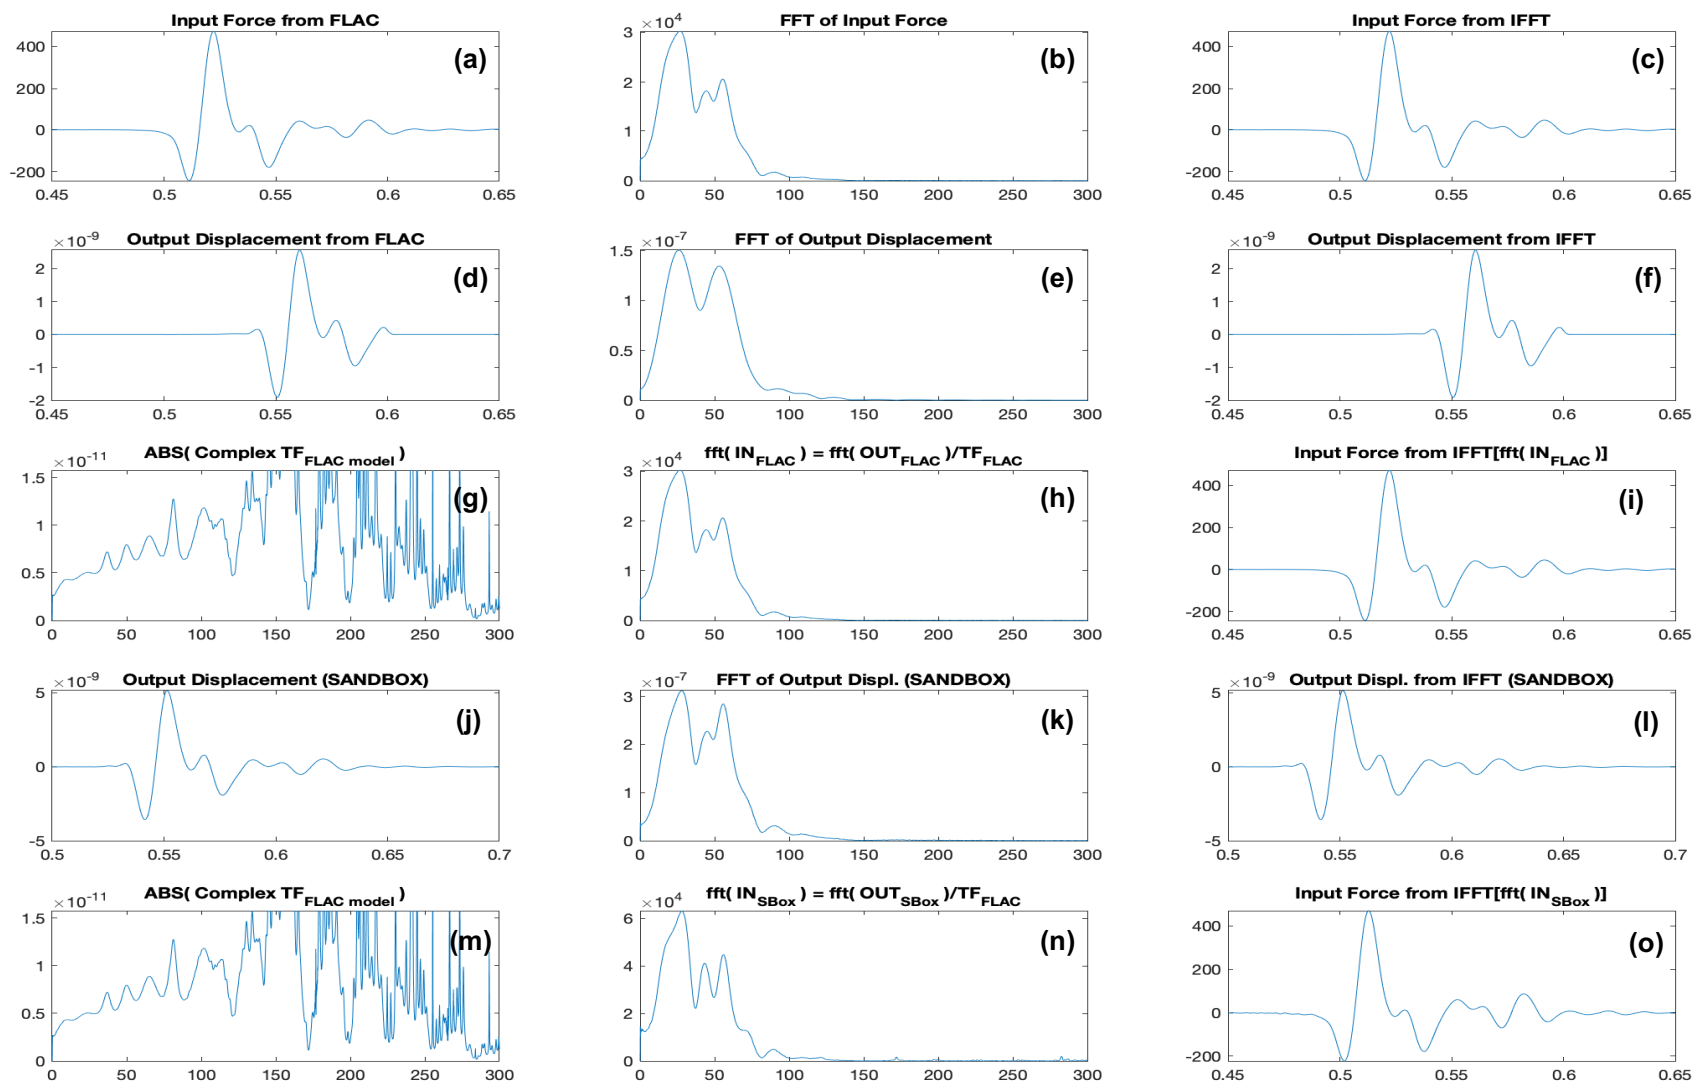 Input Force from FLAC
(a)
400
200
0
-200
0.45 0.5 0.55 0.6 0.65
FFT of Input Force
×10^4
(b)
3
2
1
0
0 50 100 150 200 250 300
Input Force from IFFT
(c)
400
200
0
-200
0.45 0.5 0.55 0.6 0.65
Output Displacement from FLAC
×10^-9
(d)
2
1
0
-1
-2
0.45 0.5 0.55 0.6 0.65
FFT of Output Displacement
×10^-7
(e)
1.5
1
0.5
0
0 50 100 150 200 250 300
Output Displacement from IFFT
×10^-9
(f)
2
1
0
-1
-2
0.45 0.5 0.55 0.6 0.65
ABS( Complex TF_FLAC model )
×10^-11
(g)
1.5
1
0.5
0
0 50 100 150 200 250 300
fft( IN_FLAC ) = fft( OUT_FLAC )/TF_FLAC
×10^4
(h)
3
2
1
0
0 50 100 150 200 250 300
Input Force from IFFT[fft( IN_FLAC )]
(i)
400
200
0
-200
0.45 0.5 0.55 0.6 0.65
Output Displacement (SANDBOX)
×10^-9
(j)
5
0
-5
0.5 0.55 0.6 0.65 0.7
FFT of Output Displ. (SANDBOX)
×10^-7
(k)
3
2
1
0
0 50 100 150 200 250 300
Output Displ. from IFFT (SANDBOX)
×10^-9
(l)
5
0
-5
0.5 0.55 0.6 0.65 0.7
ABS( Complex TF_FLAC model )
×10^-11
(m)
1.5
1
0.5
0
0 50 100 150 200 250 300
fft( IN_SBox ) = fft( OUT_SBox )/TF_FLAC
×10^4
(n)
6
4
2
0
0 50 100 150 200 250 300
Input Force from IFFT[fft( IN_SBox )]
(o)
400
200
0
-200
0.45 0.5 0.55 0.6 0.65